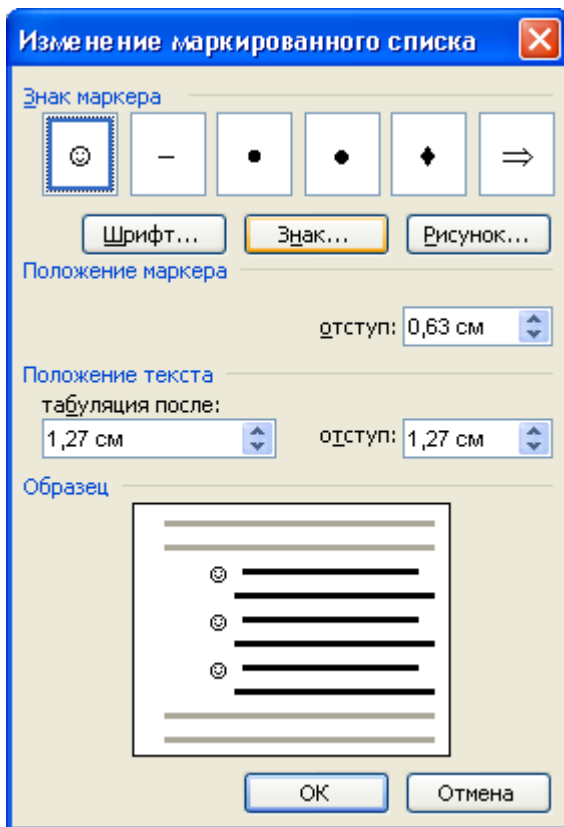 Изменение маркированного списка
Знак маркера
Шрифт... Знак... Рисунок...
Положение маркера
отступ: 0,63 см
Положение текста
табуляция после:
1,27 см отступ: 1,27 см
Образец
ОК Отмена